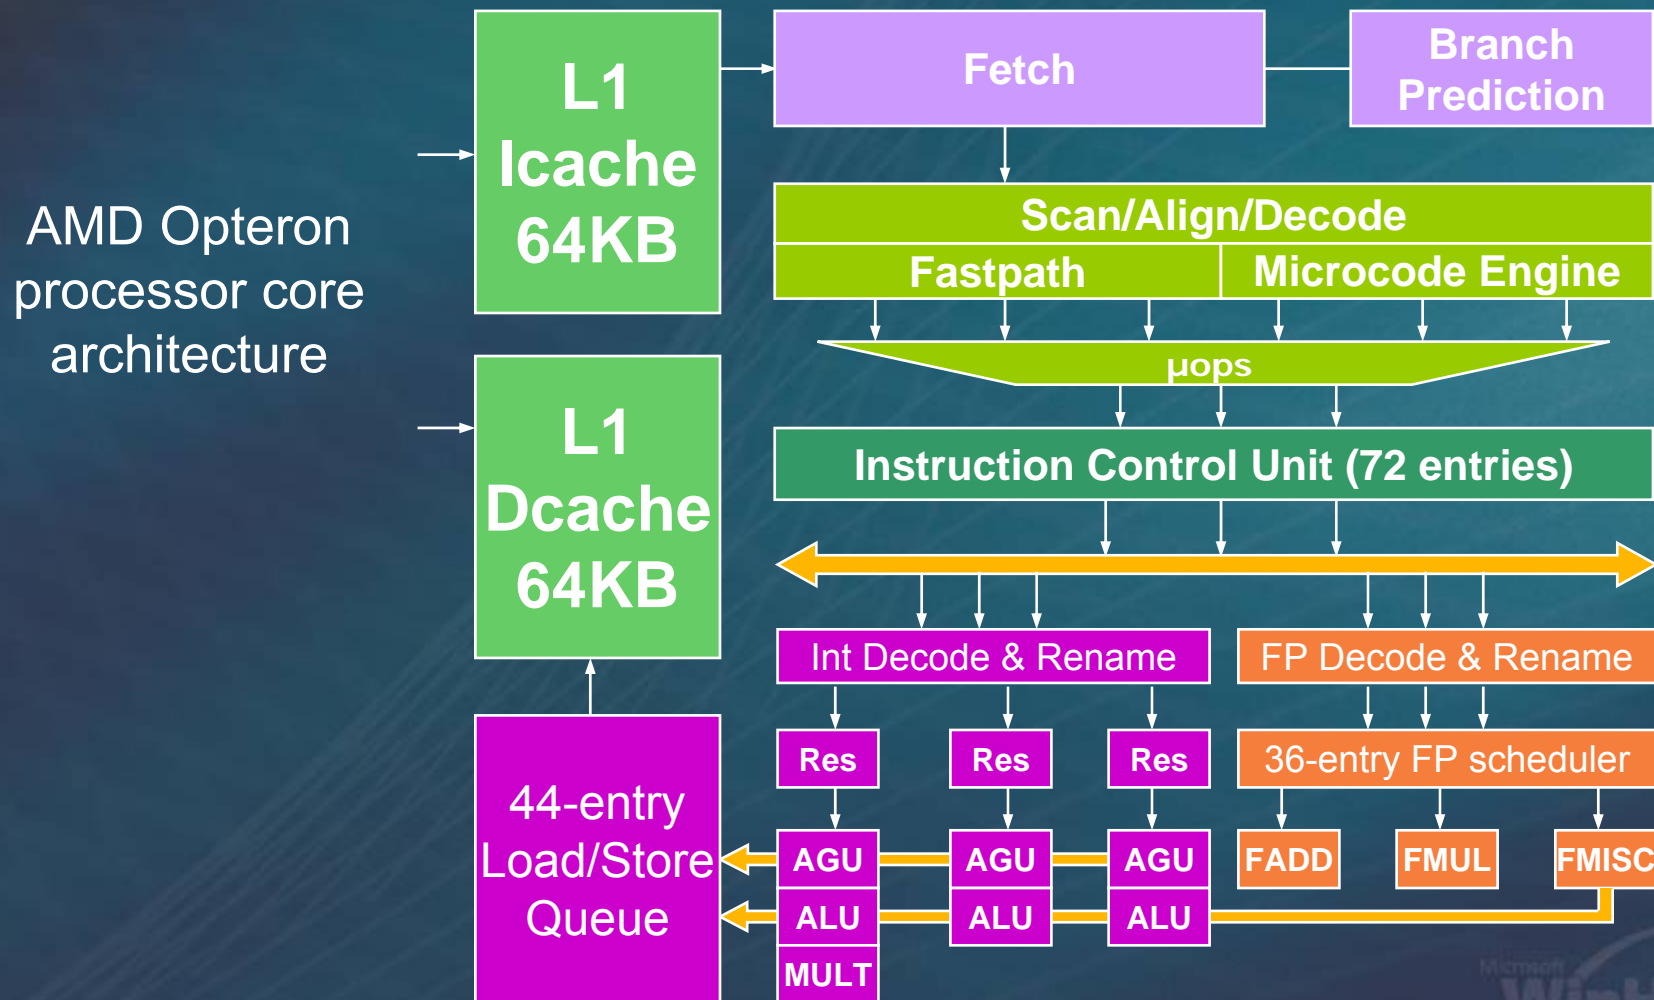 AMD Opteron
processor core
architecture
L1
Icache
64KB
Fetch
Branch
Prediction
Scan/Align/Decode
Fastpath
Microcode Engine
µops
L1
Dcache
64KB
Instruction Control Unit (72 entries)
Int Decode & Rename
FP Decode & Rename
Res
Res
Res
36-entry FP scheduler
44-entry
Load/Store
Queue
AGU
AGU
AGU
FADD
FMUL
FMISC
ALU
ALU
ALU
MULT
Microsoft